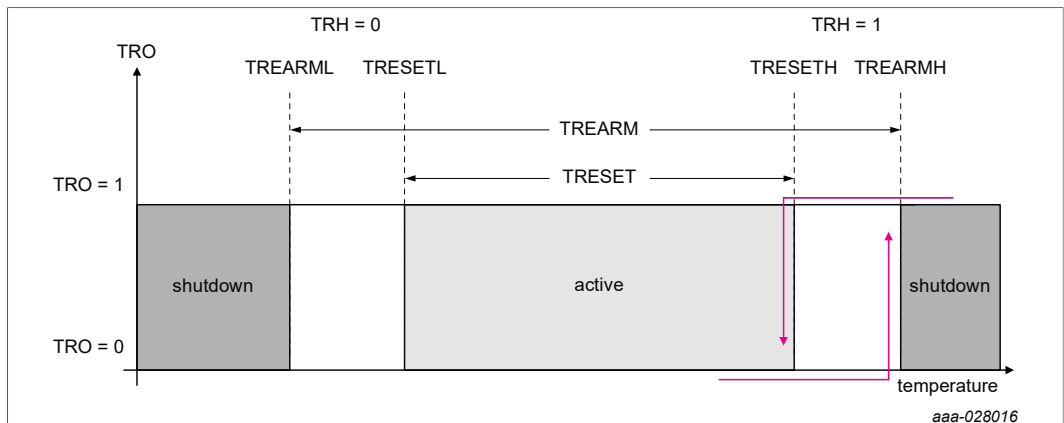 TRH = 0
TRH = 1
TRO
TREARML
TRESETL
TRESETH
TREARMH
TREARM
TRESET
TRO = 1
shutdown
active
shutdown
TRO = 0
temperature
aaa-028016